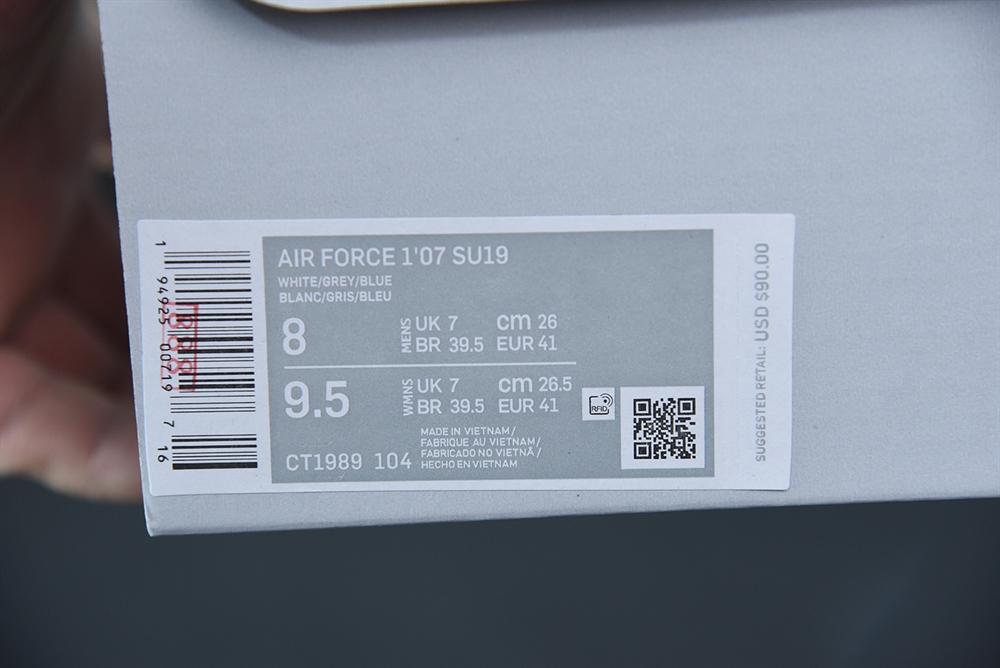 AIR FORCE 1'07 SU19
WHITE/GREY/BLUE
BLANC/GRIS/BLEU
8
MENS
UK 7 cm 26
BR 39.5 EUR 41
9.5
WMNS
UK 7 cm 26.5
BR 39.5 EUR 41
MADE IN VIETNAM/
FABRIQUE AU VIETNAM/
FABRICADO NO VIETNÃ/
HECHO EN VIETNAM
CT1989 104
RFID
SUGGESTED RETAIL: USD $90.00
1 94925 00719 7 16